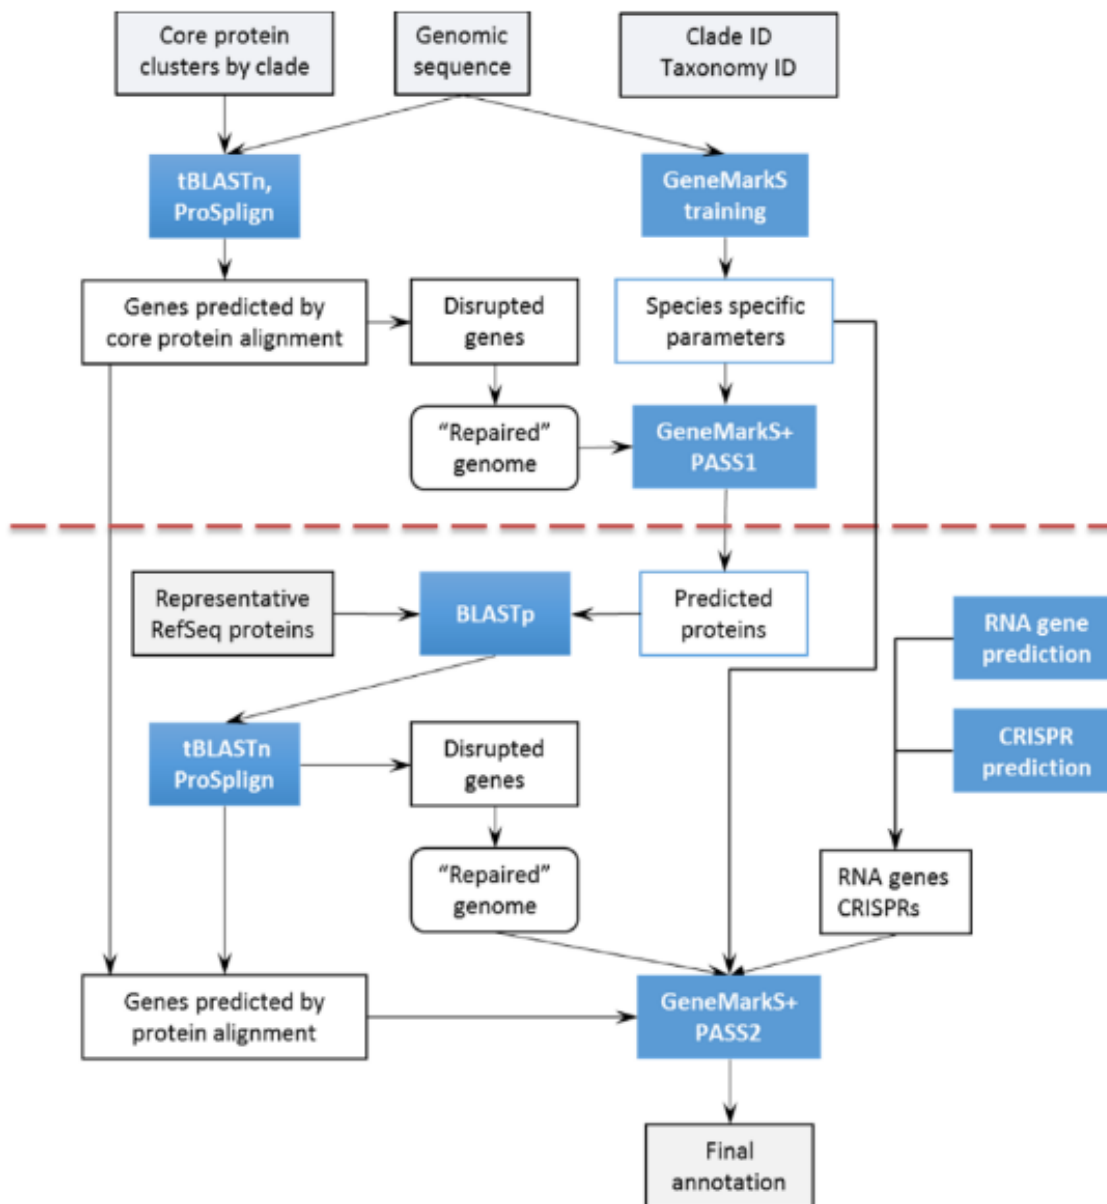 Core protein
clusters by clade
Genomic
sequence
Clade ID
Taxonomy ID
tBLASTn,
ProSplign
GeneMarkS
training
Genes predicted by
core protein alignment
Disrupted
genes
Species specific
parameters
“Repaired”
genome
GeneMarkS+
PASS1
Representative
RefSeq proteins
BLASTp
Predicted
proteins
RNA gene
prediction
tBLASTn
ProSplign
Disrupted
genes
CRISPR
prediction
“Repaired”
genome
RNA genes
CRISPRs
Genes predicted by
protein alignment
GeneMarkS+
PASS2
Final
annotation